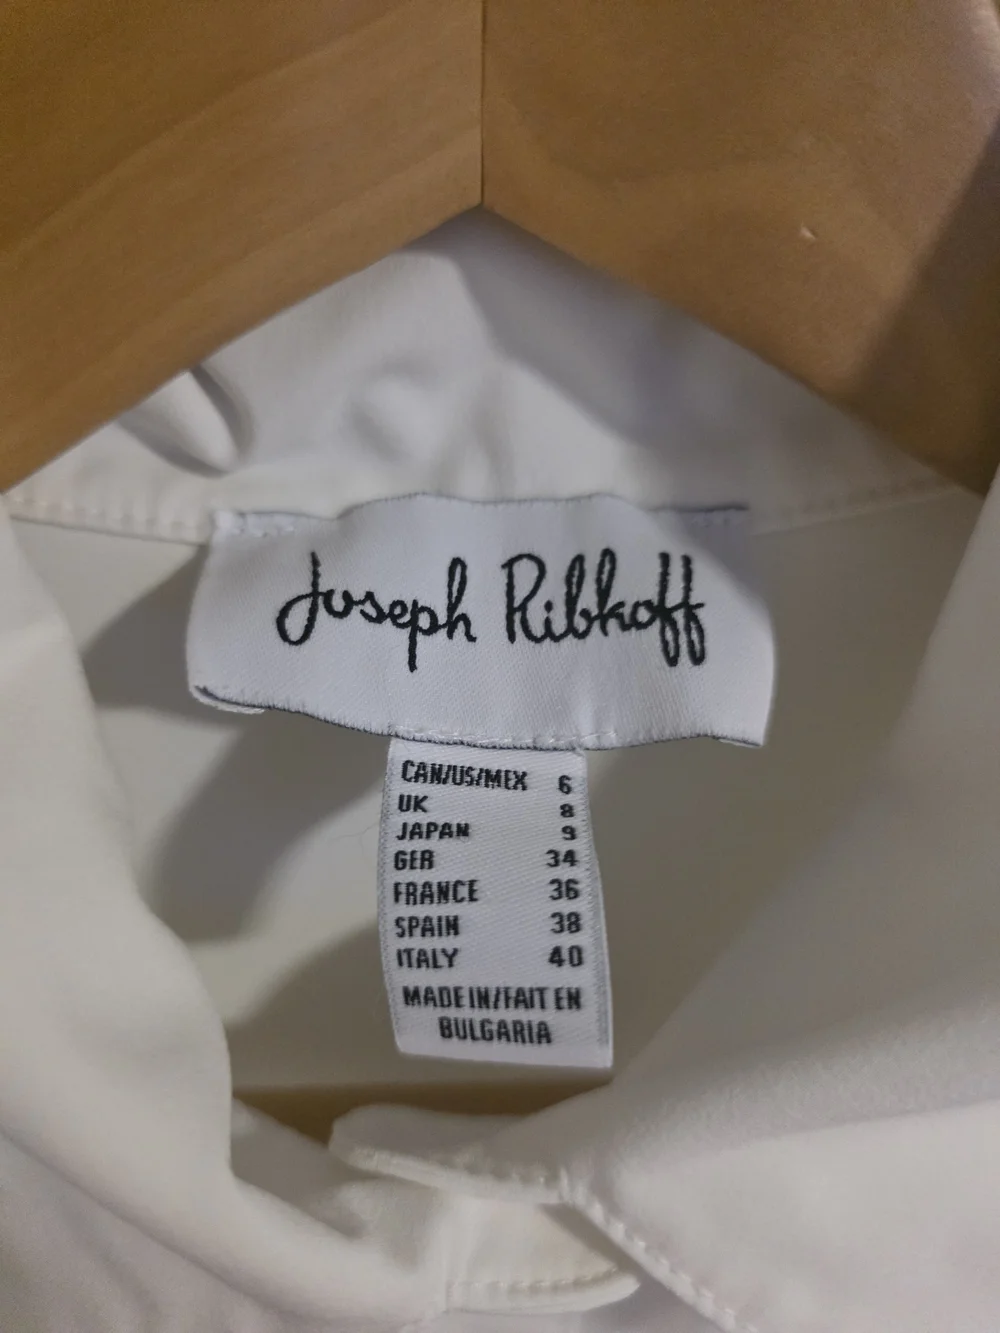 Joseph Ribkoff
CAN/US/MEX 6
UK 8
JAPAN 9
GER 34
FRANCE 36
SPAIN 38
ITALY 40
MADE IN/FAIT EN
BULGARIA